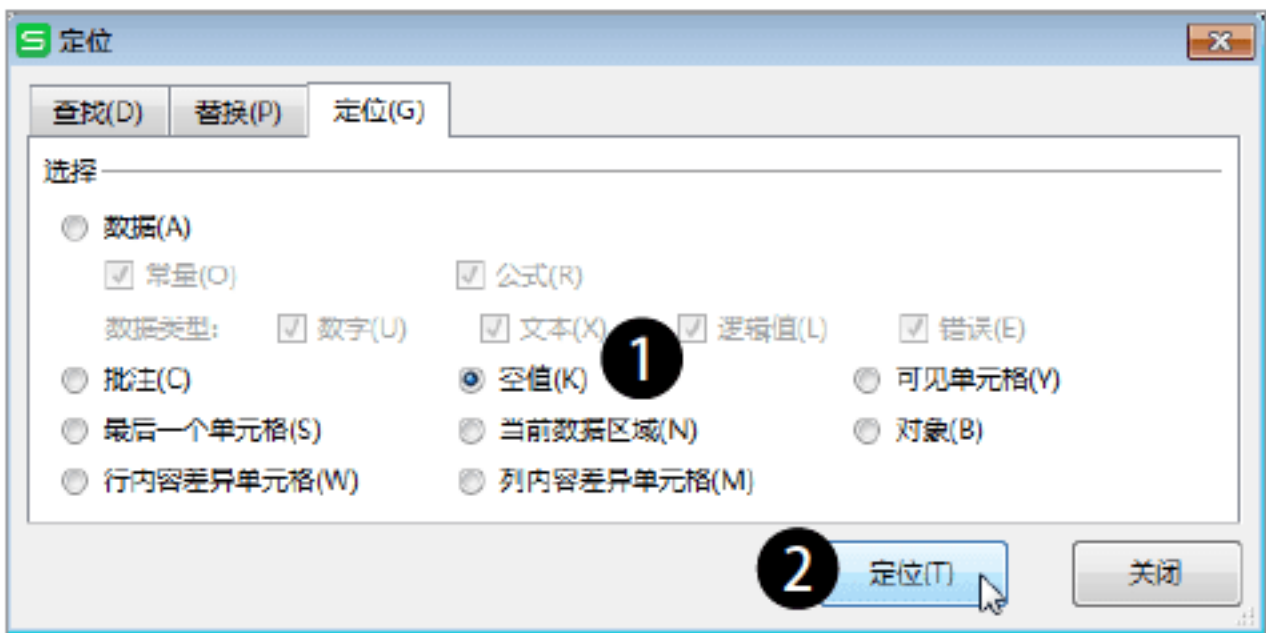 定位
查找(D) 替换(P) 定位(G)
选择
数据(A)
常量(O) 公式(R)
数据类型: 数字(U) 文本(X) 逻辑值(L) 错误(E)
批注(C) 空值(K) 1 可见单元格(Y)
最后一个单元格(S) 当前数据区域(N) 对象(B)
行内容差异单元格(W) 列内容差异单元格(M)
2 定位(T) 关闭